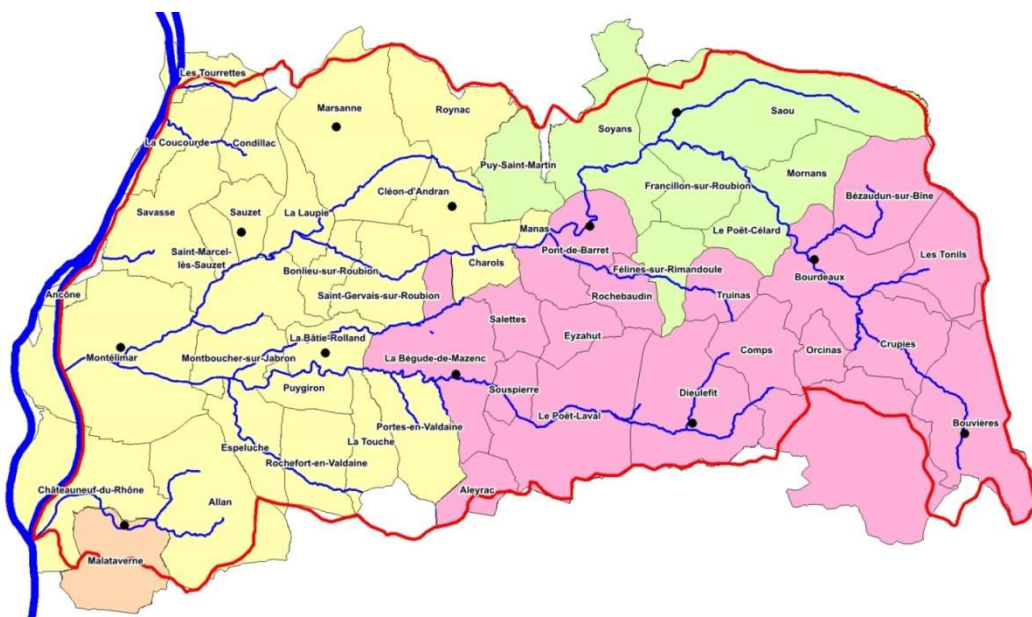 Les Tourrettes
Marsanne
Roynac
Saou
Soyans
La Coucourde
Condillac
Puy-Saint-Martin
Mornans
Francillon-sur-Roubion
Cléon-d'Andran
Bézaudun-sur-Bîne
Savasse
Sauzet
La Laupie
Manas
Le Poët-Célard
Pont-de-Barret
Saint-Marcel-
lès-Sauzet
Charols
Félines-sur-Rimandoule
Bourdeaux
Les Tonils
Bonlieu-sur-Roubion
Ancône
Saint-Gervais-sur-Roubion
Rochebaudin
Truinas
Salettes
Eyzahut
La Bâtie-Rolland
Crupies
Montélimar
Montboucher-sur-Jabron
La Bégude-de-Mazenc
Comps
Orcinas
Puygiron
Souspierre
Dieulefit
Le Poët-Laval
Bouvières
Portes-en-Valdaine
La Touche
Espeluche
Rochefort-en-Valdaine
Châteauneuf-du-Rhône
Aleyrac
Allan
Malataverne